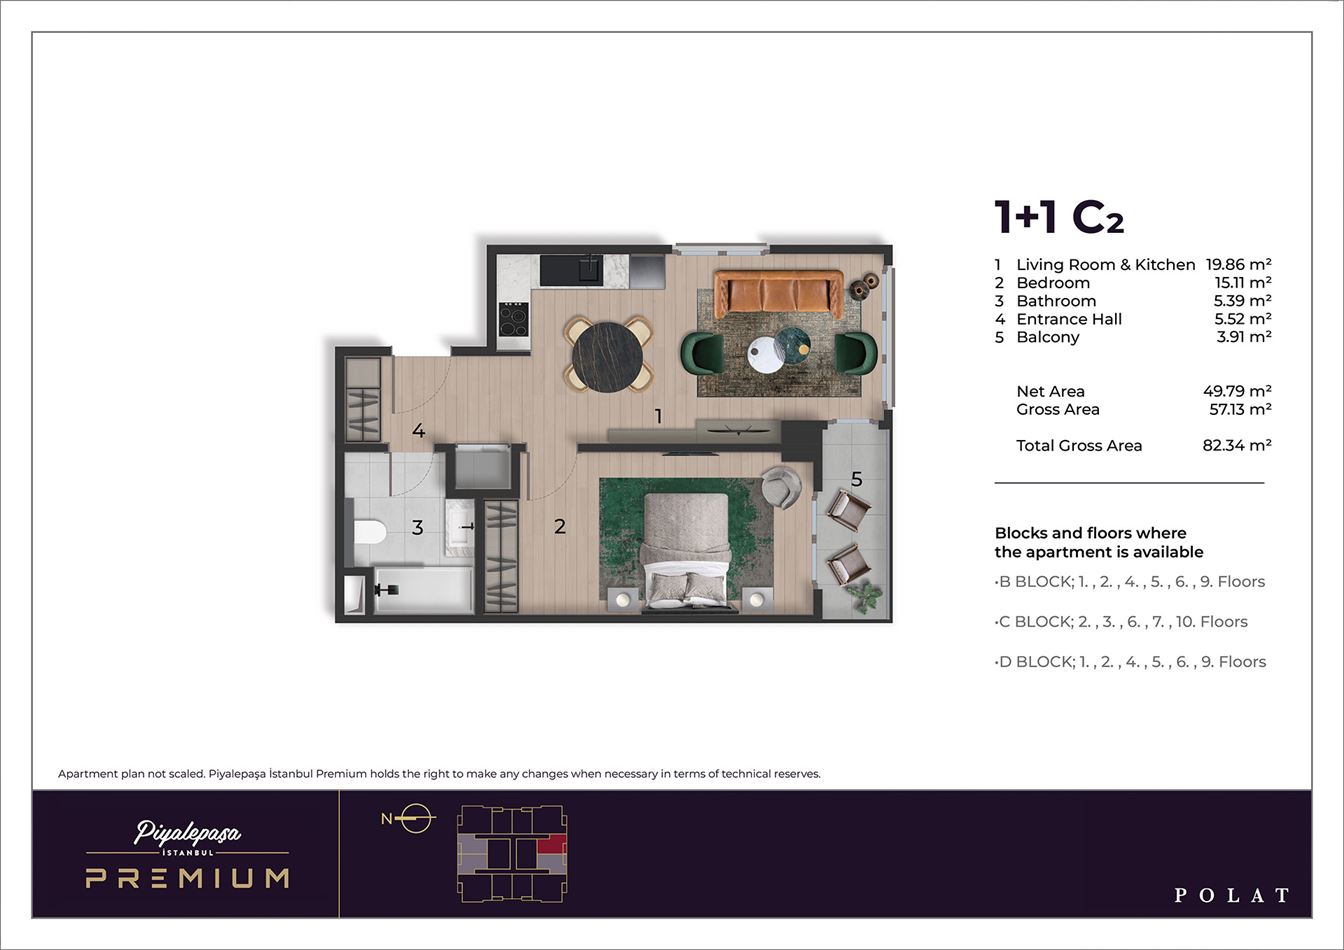 1+1 C2
1 Living Room & Kitchen 19.86 m²
2 Bedroom 15.11 m²
3 Bathroom 5.39 m²
4 Entrance Hall 5.52 m²
5 Balcony 3.91 m²
Net Area 49.79 m²
Gross Area 57.13 m²
Total Gross Area 82.34 m²
Blocks and floors where
the apartment is available
•B BLOCK; 1. , 2. , 4. , 5. , 6. , 9. Floors
•C BLOCK; 2. , 3. , 6. , 7. , 10. Floors
•D BLOCK; 1. , 2. , 4. , 5. , 6. , 9. Floors
1
4
5
3
2
Apartment plan not scaled. Piyalepaşa İstanbul Premium holds the right to make any changes when necessary in terms of technical reserves.
Piyalepaşa
İSTANBUL
PREMIUM
N
POLAT